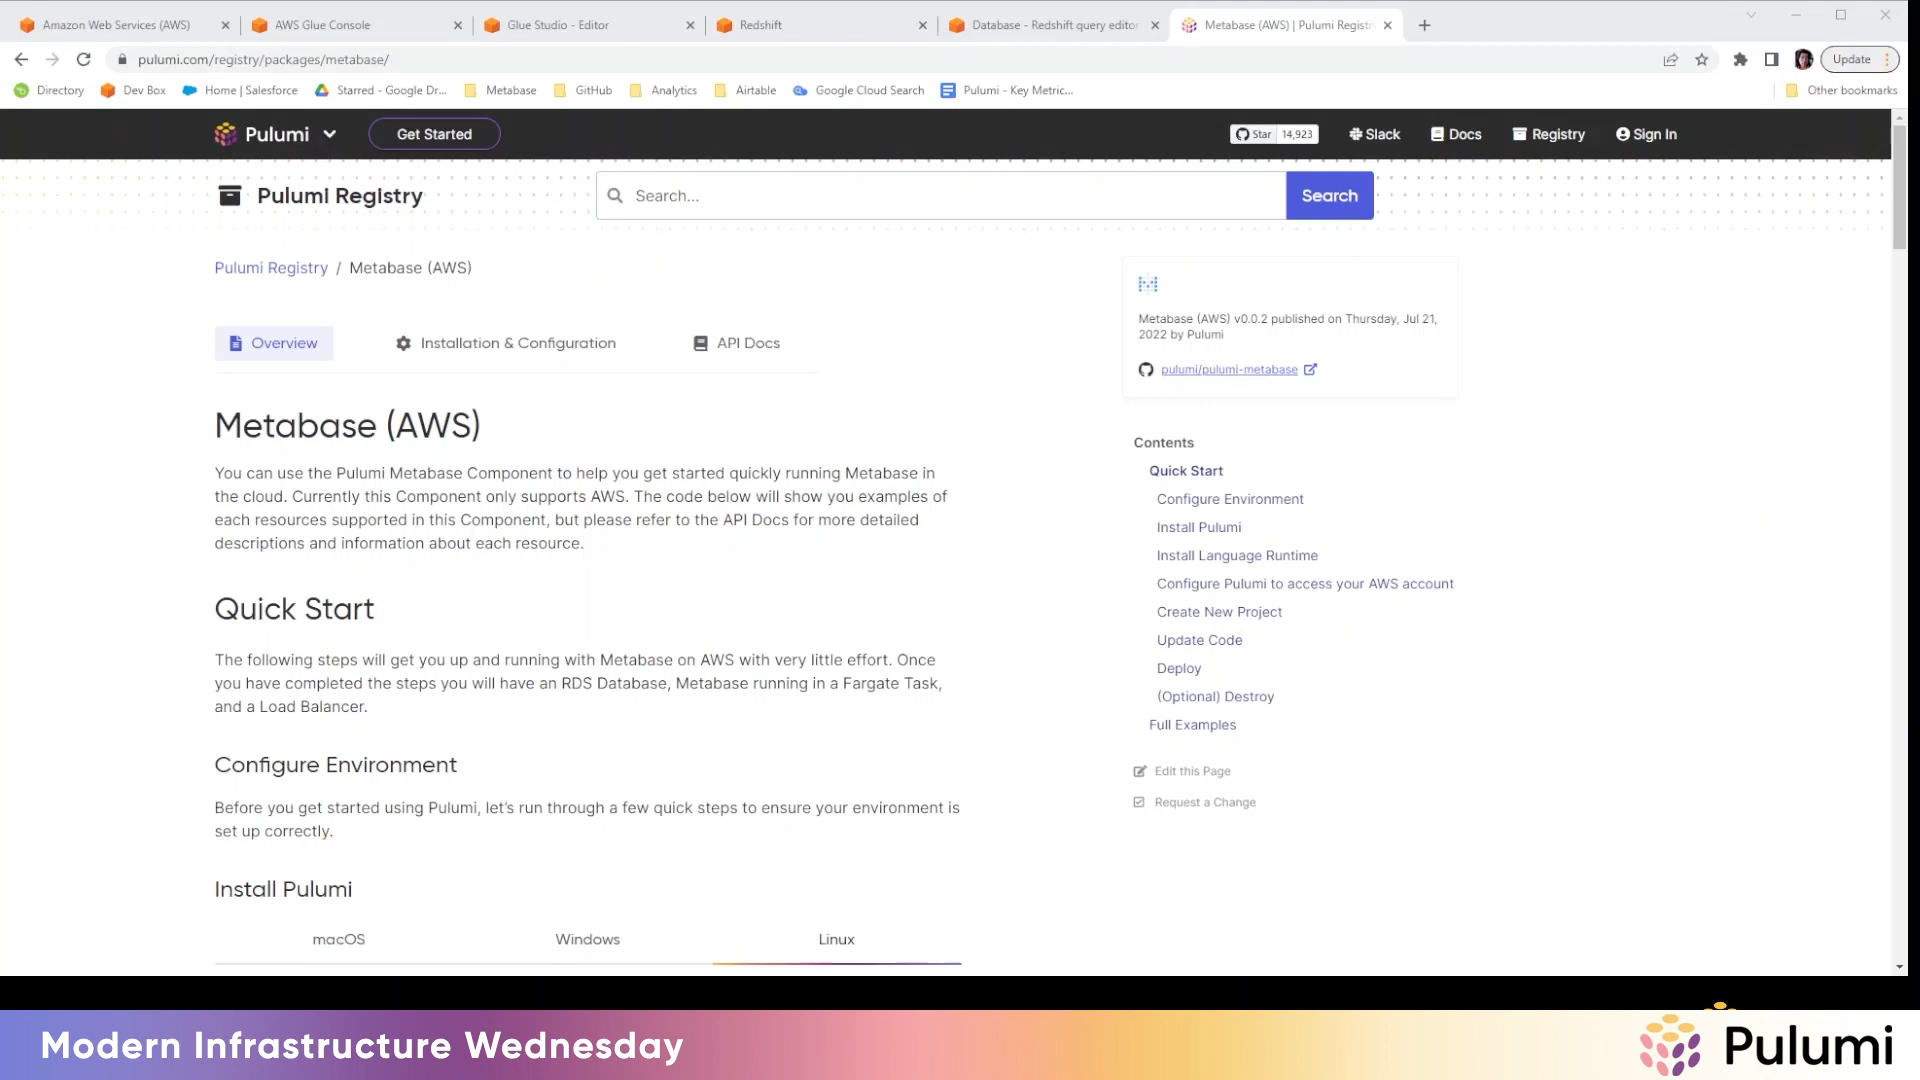 Amazon Web Services (AWS)
AWS Glue Console
Glue Studio - Editor
Redshift
Database - Redshift query editor
Metabase (AWS) | Pulumi Registr
pulumi.com/registry/packages/metabase/
Update
Directory
Dev Box
Home | Salesforce
Starred - Google Dr...
Metabase
GitHub
Analytics
Airtable
Google Cloud Search
Pulumi - Key Metric...
Other bookmarks
Pulumi
Get Started
Star 14,923
Slack
Docs
Registry
Sign In
Pulumi Registry
Search...
Search
Pulumi Registry / Metabase (AWS)
Overview
Installation & Configuration
API Docs
Metabase (AWS)
You can use the Pulumi Metabase Component to help you get started quickly running Metabase in
the cloud. Currently this Component only supports AWS. The code below will show you examples of
each resources supported in this Component, but please refer to the API Docs for more detailed
descriptions and information about each resource.
Quick Start
The following steps will get you up and running with Metabase on AWS with very little effort. Once
you have completed the steps you will have an RDS Database, Metabase running in a Fargate Task,
and a Load Balancer.
Configure Environment
Before you get started using Pulumi, let's run through a few quick steps to ensure your environment is
set up correctly.
Install Pulumi
macOS
Windows
Linux
Metabase (AWS) v0.0.2 published on Thursday, Jul 21,
2022 by Pulumi
pulumi/pulumi-metabase
Contents
Quick Start
Configure Environment
Install Pulumi
Install Language Runtime
Configure Pulumi to access your AWS account
Create New Project
Update Code
Deploy
(Optional) Destroy
Full Examples
Edit this Page
Request a Change
Modern Infrastructure Wednesday
Pulumi